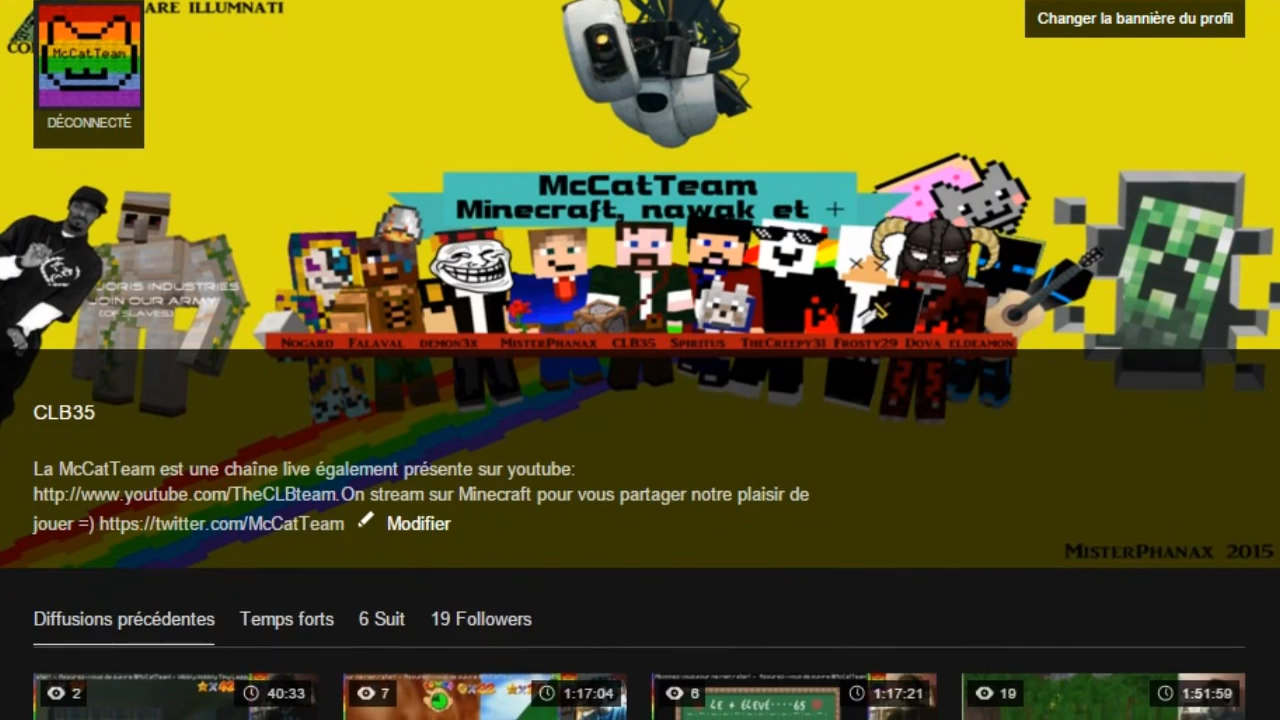 ARE ILLUMNATI
Changer la bannière du profil
McCatTeam
DÉCONNECTÉ
McCatTeam
Minecraft, nawak et +
JORIS INDUSTRIES
JOIN OUR ARMY
(OF SLAVES)
Nogard Falaval demon3x MisterPhanax CLB35 Spiritus TheCreepy31 Frosty29 Dova eldeamon
CLB35
La McCatTeam est une chaîne live également présente sur youtube:
http://www.youtube.com/TheCLBteam.On stream sur Minecraft pour vous partager notre plaisir de
jouer =) https://twitter.com/McCatTeam Modifier
MisterPhanax 2015
Diffusions précédentes Temps forts 6 Suit 19 Followers
2 40:33 7 1:17:04 6 1:17:21 19 1:51:59
LE + ÉLEVÉ····65